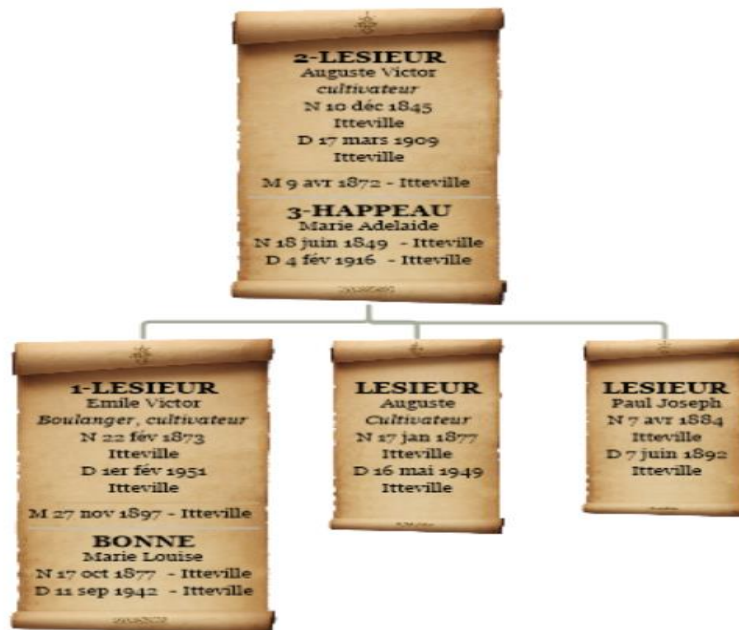 2-LESIEUR
Auguste Victor
cultivateur
N 10 déc 1845
Itteville
D 17 mars 1909
Itteville
M 9 avr 1872 - Itteville
3-HAPPEAU
Marie Adelaide
N 18 juin 1849 - Itteville
D 4 fév 1916 - Itteville
1-LESIEUR
Emile Victor
Boulanger, cultivateur
N 22 fév 1873
Itteville
D 1er fév 1951
Itteville
M 27 nov 1897 - Itteville
BONNE
Marie Louise
N 17 oct 1877 - Itteville
D 11 sep 1942 - Itteville
LESIEUR
Auguste
Cultivateur
N 17 jan 1877
Itteville
D 16 mai 1949
Itteville
LESIEUR
Paul Joseph
N 7 avr 1884
Itteville
D 7 juin 1892
Itteville